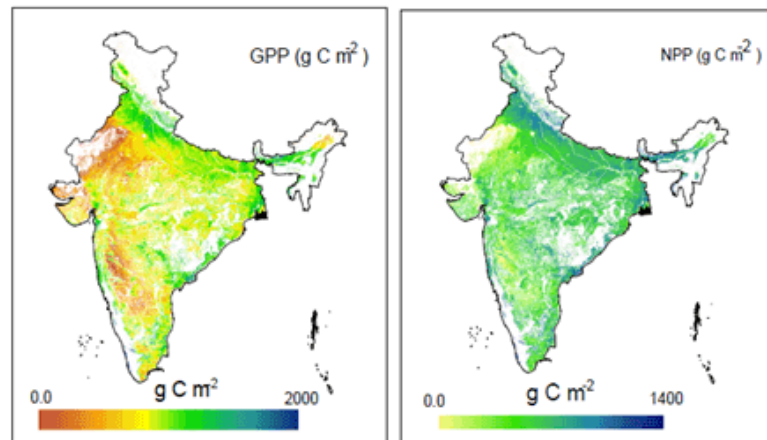 GPP (g C m⁻²)
g C m⁻²
0.0 2000
NPP (g C m⁻²)
g C m⁻²
0.0 1400